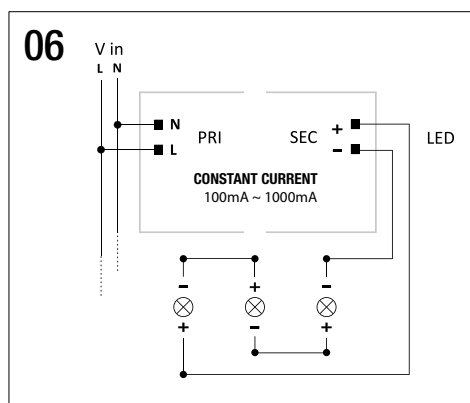 06
V in
L N
N
PRI
SEC
+
LED
L
-
CONSTANT CURRENT
100mA ~ 1000mA
- + -
+ - +